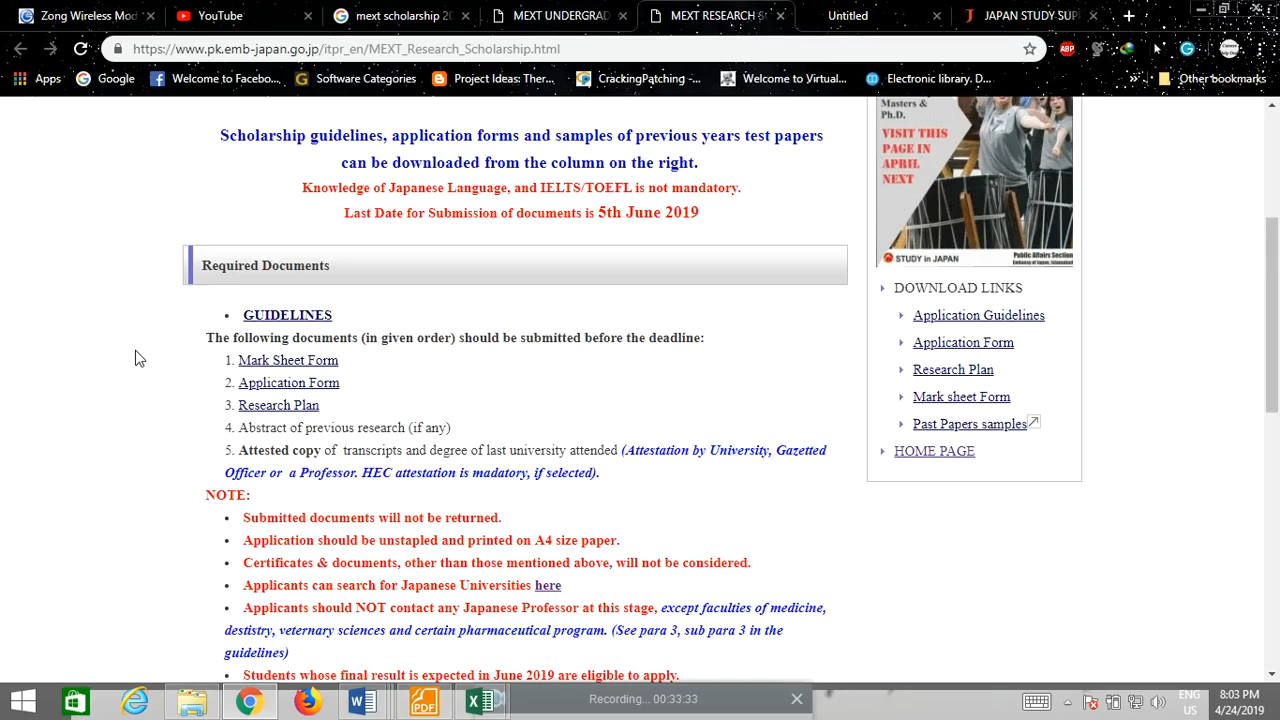 Zong Wireless Mod
YouTube
mext scholarship 20
MEXT UNDERGRAD
MEXT RESEARCH S
Untitled
JAPAN STUDY SUP
https://www.pk.emb-japan.go.jp/itpr_en/MEXT_Research_Scholarship.html
ABP
Apps
Google
Welcome to Facebo...
Software Categories
Project Ideas: Ther...
CrackingPatching -...
Welcome to Virtual...
Electronic library. D...
Other bookmarks
Scholarship guidelines, application forms and samples of previous years test papers
can be downloaded from the column on the right.
Knowledge of Japanese Language, and IELTS/TOEFL is not mandatory.
Last Date for Submission of documents is 5th June 2019
Required Documents
• GUIDELINES
The following documents (in given order) should be submitted before the deadline:
1. Mark Sheet Form
2. Application Form
3. Research Plan
4. Abstract of previous research (if any)
5. Attested copy of transcripts and degree of last university attended (Attestation by University, Gazetted
Officer or a Professor. HEC attestation is madatory, if selected).
NOTE:
• Submitted documents will not be returned.
• Application should be unstapled and printed on A4 size paper.
• Certificates & documents, other than those mentioned above, will not be considered.
• Applicants can search for Japanese Universities here
• Applicants should NOT contact any Japanese Professor at this stage, except faculties of medicine,
destistry, veternary sciences and certain pharmaceutical program. (See para 3, sub para 3 in the
guidelines)
• Students whose final result is expected in June 2019 are eligible to apply.
Masters &
Ph.D.
VISIT THIS
PAGE IN
APRIL
NEXT
STUDY in JAPAN
Public Affairs Section
Embassy of Japan, Islamabad
DOWNLOAD LINKS
Application Guidelines
Application Form
Research Plan
Mark sheet Form
Past Papers samples
HOME PAGE
PDF
Recording... 00:33:33
ENG
US
8:03 PM
4/24/2019